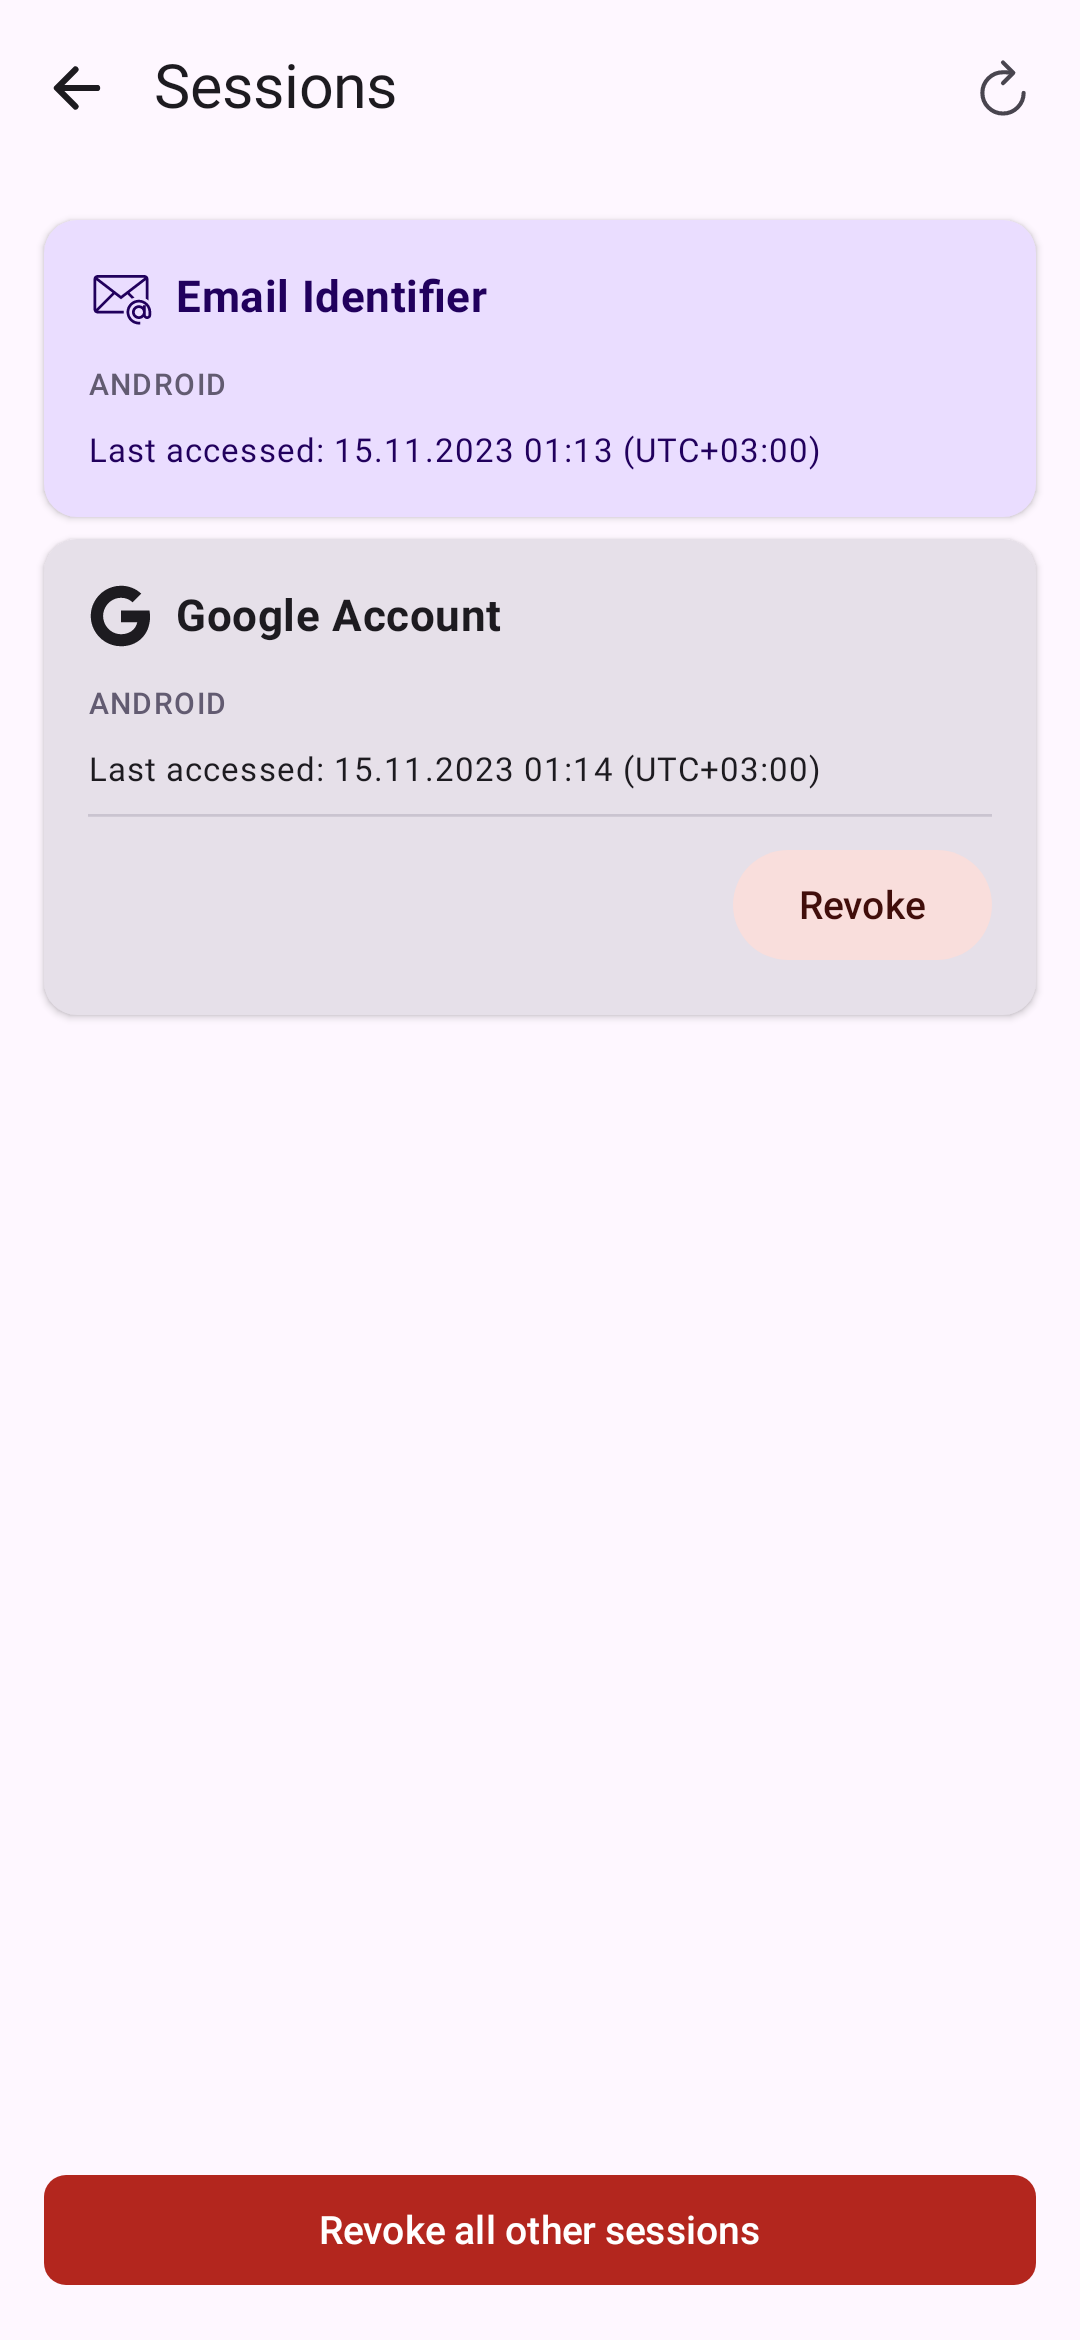 Sessions
Email Identifier
ANDROID
Last accessed: 15.11.2023 01:13 (UTC+03:00)
Google Account
ANDROID
Last accessed: 15.11.2023 01:14 (UTC+03:00)
Revoke
Revoke all other sessions